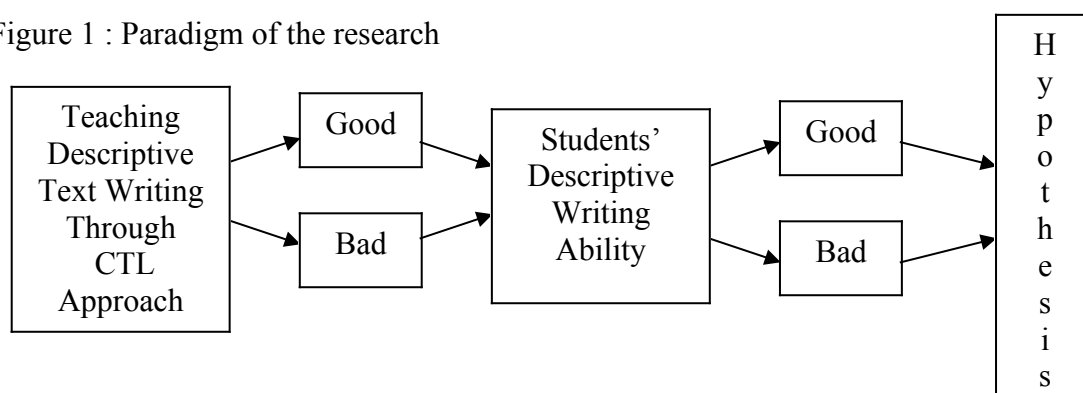 Figure 1 : Paradigm of the research
Teaching
Descriptive
Text Writing
Through
CTL
Approach
Good
Bad
Students’
Descriptive
Writing
Ability
Good
Bad
H
y
p
o
t
h
e
s
i
s